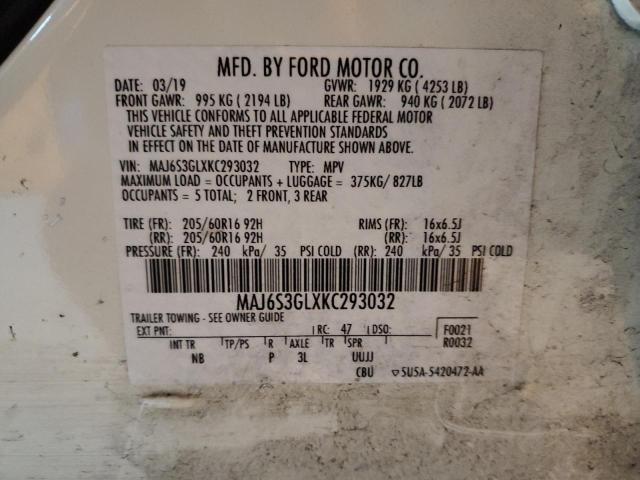 MFD. BY FORD MOTOR CO.
DATE: 03/19 GVWR: 1929 KG ( 4253 LB)
FRONT GAWR: 995 KG ( 2194 LB) REAR GAWR: 940 KG ( 2072 LB)
THIS VEHICLE CONFORMS TO ALL APPLICABLE FEDERAL MOTOR
VEHICLE SAFETY AND THEFT PREVENTION STANDARDS
IN EFFECT ON THE DATE OF MANUFACTURE SHOWN ABOVE.
VIN: MAJ6S3GLXKC293032 TYPE: MPV
MAXIMUM LOAD = OCCUPANTS + LUGGAGE = 375KG/ 827LB
OCCUPANTS = 5 TOTAL; 2 FRONT, 3 REAR
TIRE (FR): 205/60R16 92H RIMS (FR): 16x6.5J
(RR): 205/60R16 92H (RR): 16x6.5J
PRESSURE (FR): 240 kPa/ 35 PSI COLD (RR): 240 kPa/ 35 PSI COLD
MAJ6S3GLXKC293032
TRAILER TOWING - SEE OWNER GUIDE
EXT PNT: RC: 47 DSO: F0021
INT TR TP/PS R AXLE TR SPR R0032
NB P 3L UUJJ
CBU ▽5U5A-5420472-AA